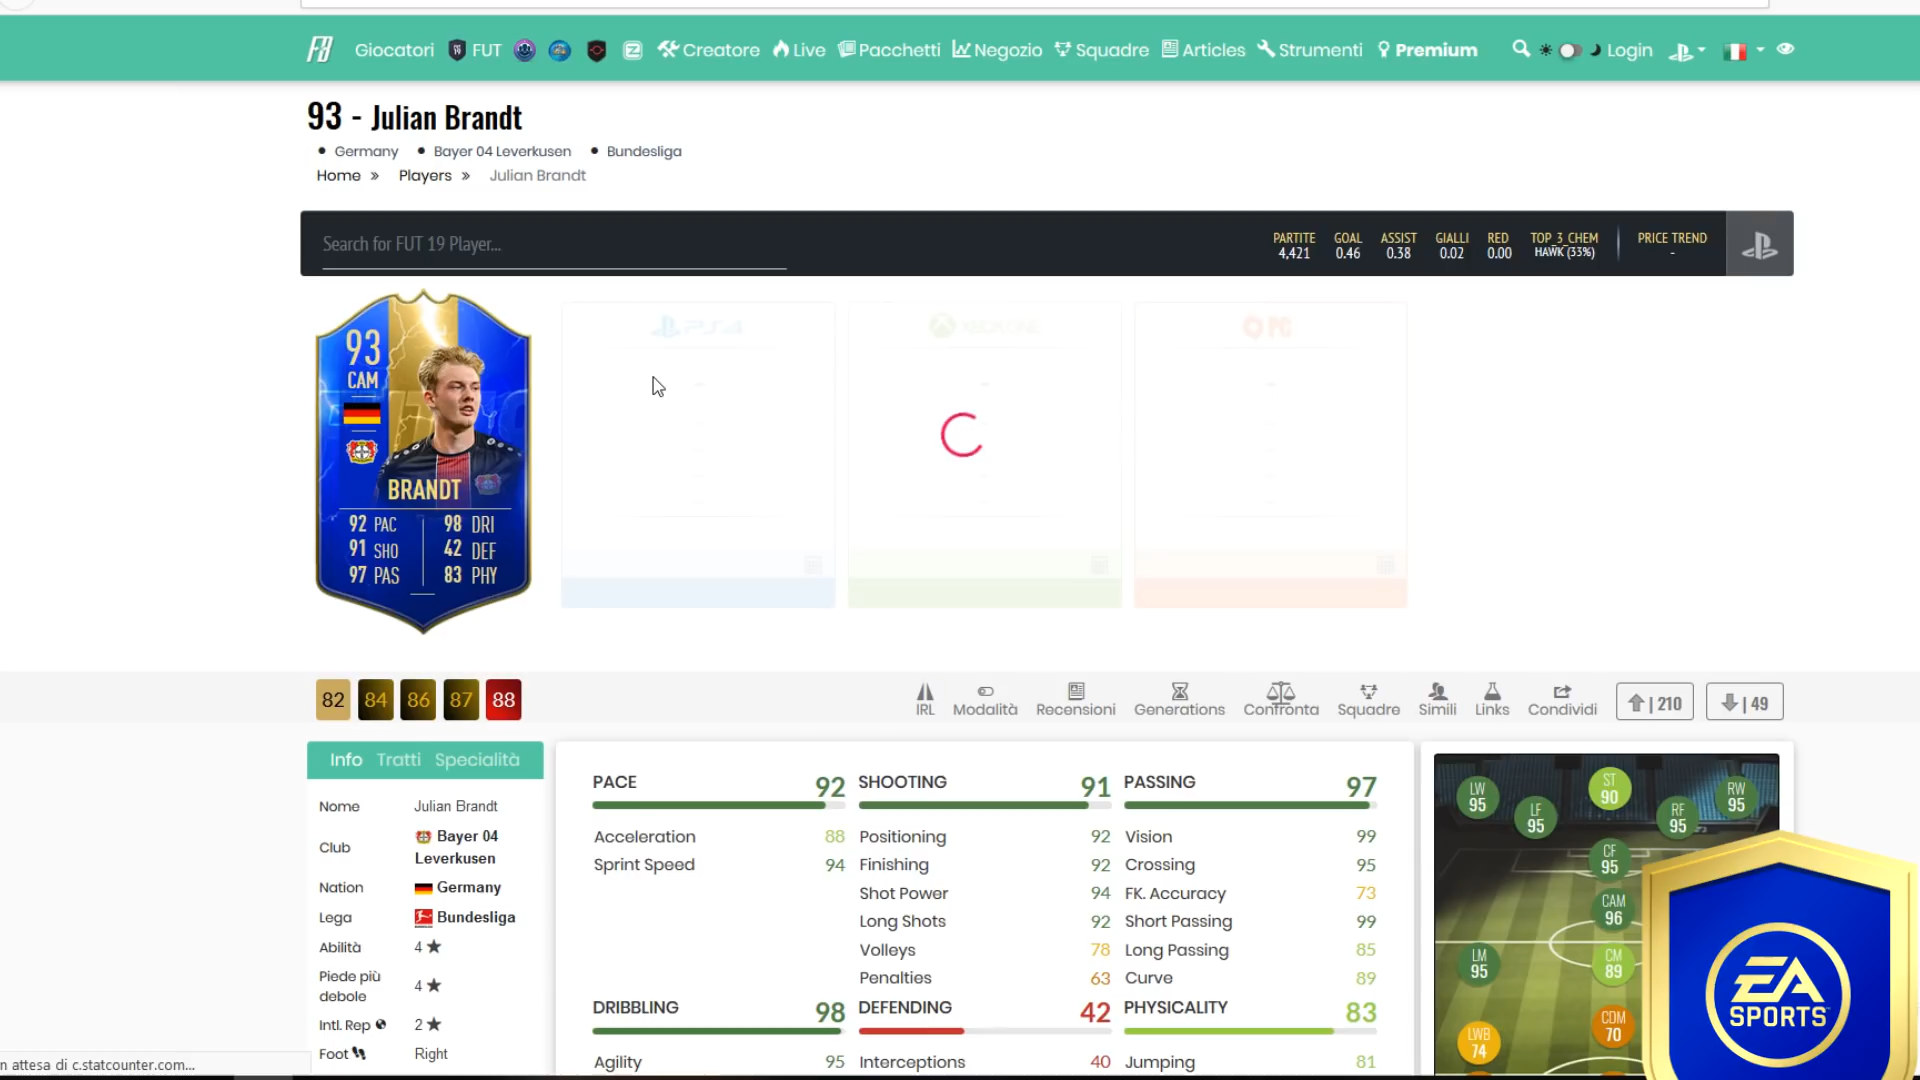 Giocatori FUT Creatore Live Pacchetti Negozio Squadre Articles Strumenti Premium Login
93 - Julian Brandt
Germany Bayer 04 Leverkusen Bundesliga
Home » Players » Julian Brandt
Search for FUT 19 Player...
PARTITE GOAL ASSIST GIALLI RED TOP_3_CHEM PRICE TREND
4,421 0.46 0.38 0.02 0.00 HAWK (33%) -
PS4 XBOX ONE PC
93
CAM
BRANDT
92 PAC 98 DRI
91 SHO 42 DEF
97 PAS 83 PHY
82 84 86 87 88
IRL Modalità Recensioni Generations Confronta Squadre Simili Links Condividi | 210 | 49
Info Tratti Specialità
Nome Julian Brandt
Club Bayer 04 Leverkusen
Nation Germany
Lega Bundesliga
Abilità 4 ★
Piede più debole 4 ★
Intl. Rep 2 ★
Foot Right
PACE 92 SHOOTING 91 PASSING 97
Acceleration 88 Positioning 92 Vision 99
Sprint Speed 94 Finishing 92 Crossing 95
Shot Power 94 FK. Accuracy 73
Long Shots 92 Short Passing 99
Volleys 78 Long Passing 85
Penalties 63 Curve 89
DRIBBLING 98 DEFENDING 42 PHYSICALITY 83
Agility 95 Interceptions 40 Jumping 81
ST 90
LW 95
RW 95
LF 95
RF 95
CF 95
CAM 96
LM 95
CM 89
CDM 70
LWB 74
EA SPORTS
n attesa di c.statcounter.com...